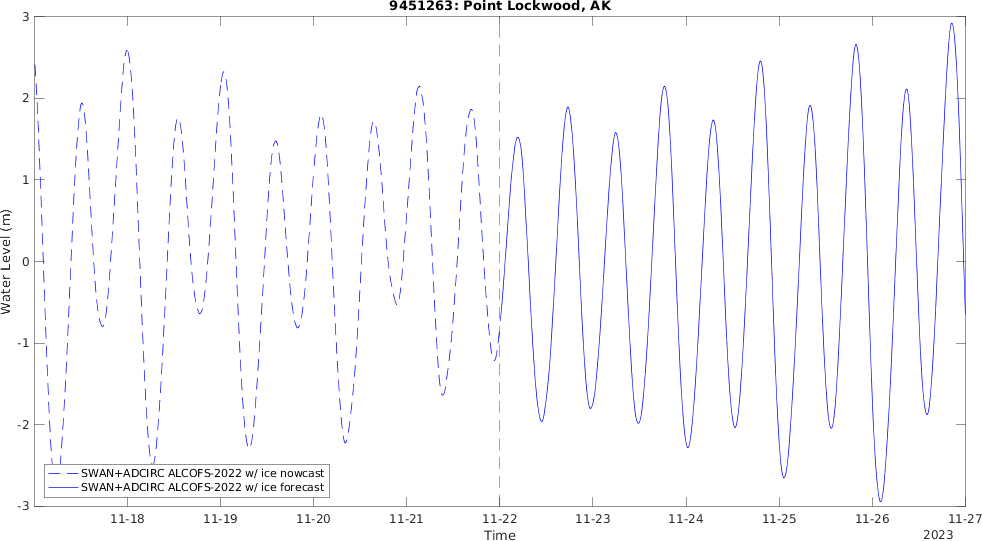 9451263: Point Lockwood, AK
3
2
1
0
-1
-2
-3
Water Level (m)
SWAN+ADCIRC ALCOFS-2022 w/ ice nowcast
SWAN+ADCIRC ALCOFS-2022 w/ ice forecast
11-18 11-19 11-20 11-21 11-22 11-23 11-24 11-25 11-26 11-27
Time
2023